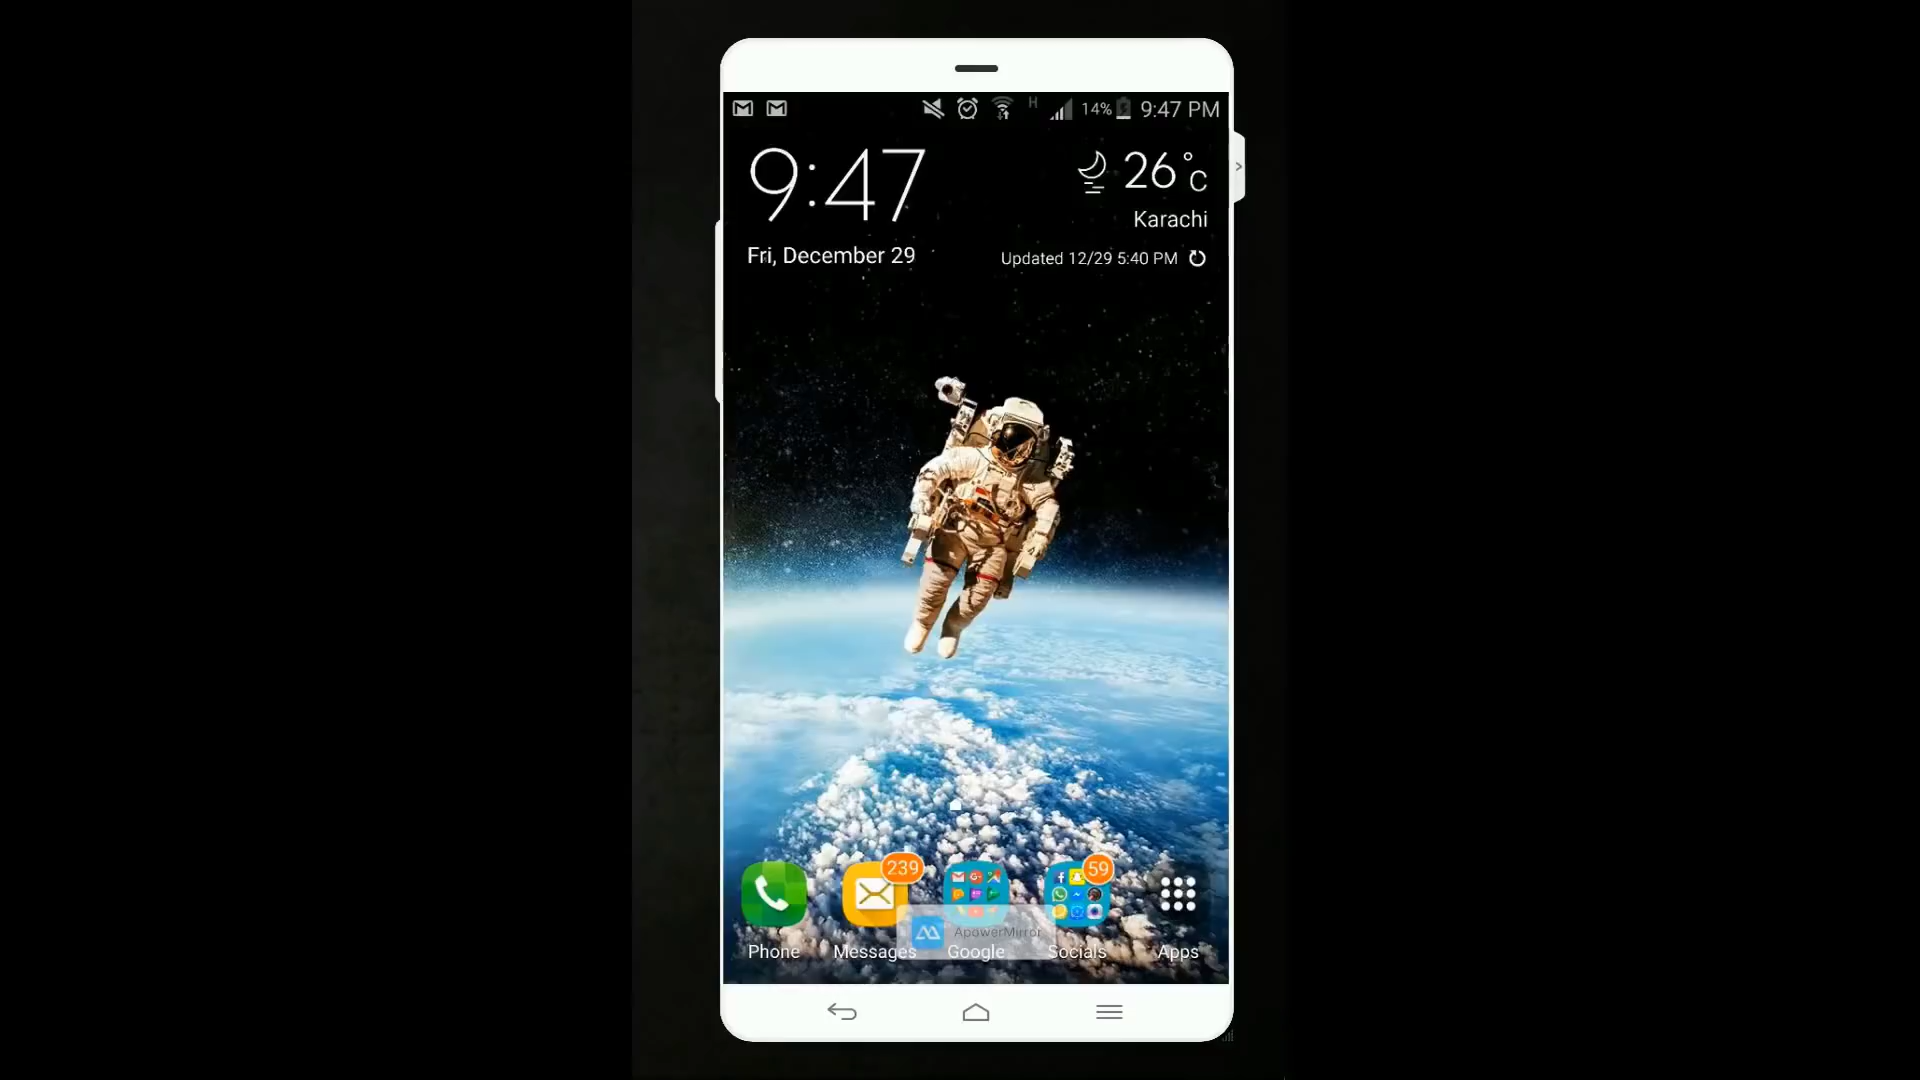 H 14% 9:47 PM
9:47
26°C
Karachi
Fri, December 29
Updated 12/29 5:40 PM
239
59
ApowerMirror
Phone Messages Google Socials Apps